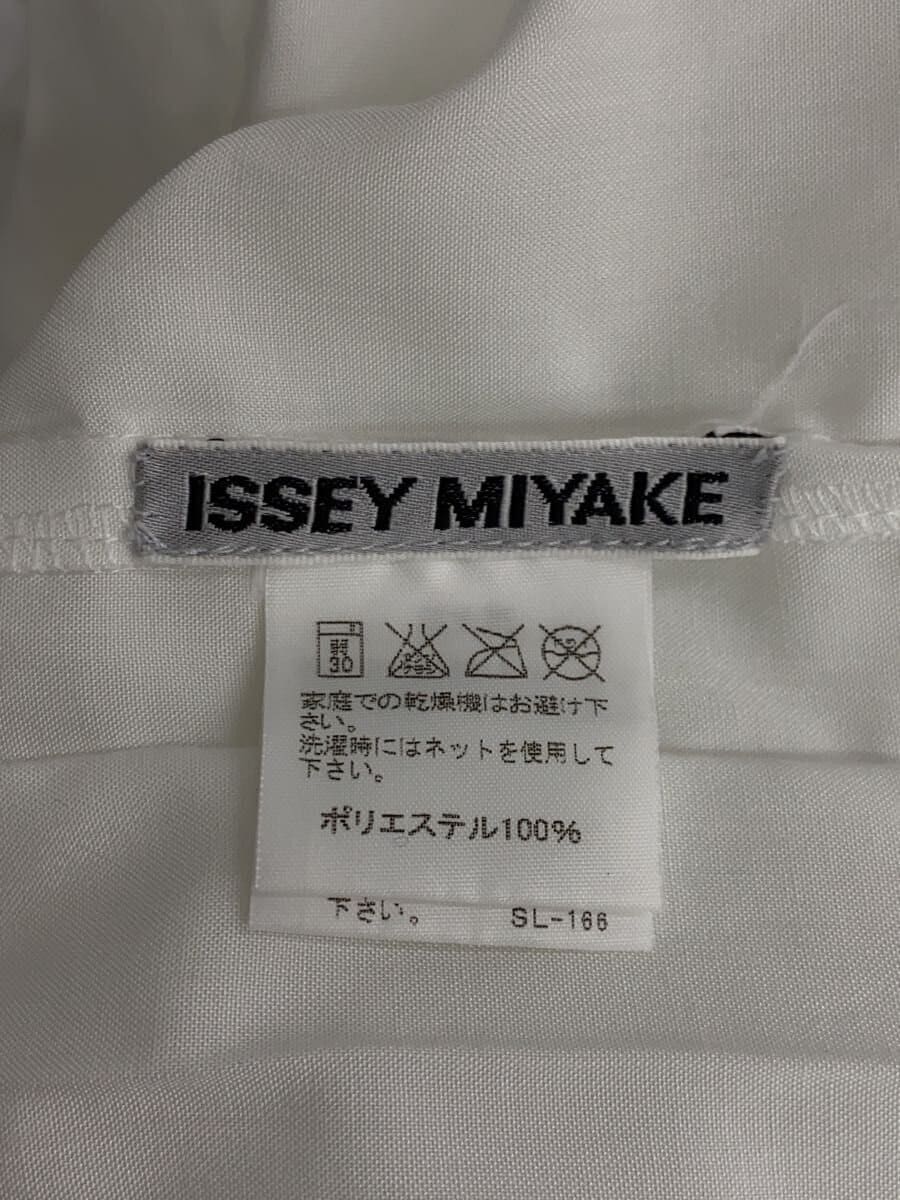 ISSEY MIYAKE
弱
30
家庭での乾燥機はお避け下
さい。
洗濯時にはネットを使用して
下さい。
ポリエステル100%
下さい。 SL-166